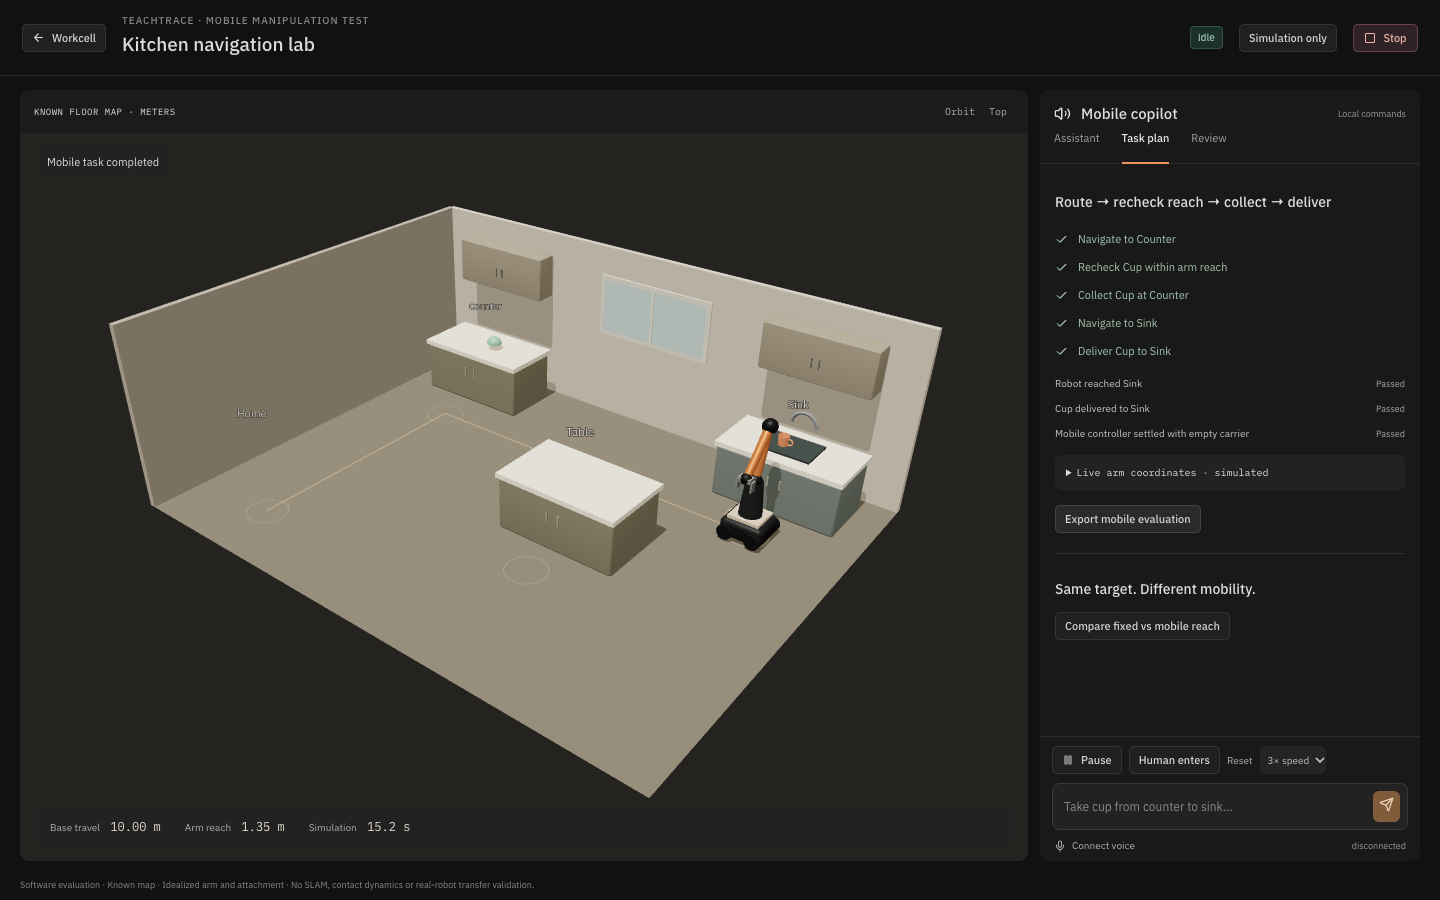 Workcell
TEACHTRACE · MOBILE MANIPULATION TEST
Kitchen navigation lab
idle
Simulation only
Stop
KNOWN FLOOR MAP · METERS
Orbit Top
Mobile task completed
Counter
Home
Sink
Table
Base travel 10.00 m Arm reach 1.35 m Simulation 15.2 s
Mobile copilot
Local commands
Assistant Task plan Review
Route → recheck reach → collect → deliver
Navigate to Counter
Recheck Cup within arm reach
Collect Cup at Counter
Navigate to Sink
Deliver Cup to Sink
Robot reached Sink Passed
Cup delivered to Sink Passed
Mobile controller settled with empty carrier Passed
Live arm coordinates · simulated
Export mobile evaluation
Same target. Different mobility.
Compare fixed vs mobile reach
Pause Human enters Reset 3× speed
Take cup from counter to sink...
Connect voice disconnected
Software evaluation · Known map · Idealized arm and attachment · No SLAM, contact dynamics or real-robot transfer validation.